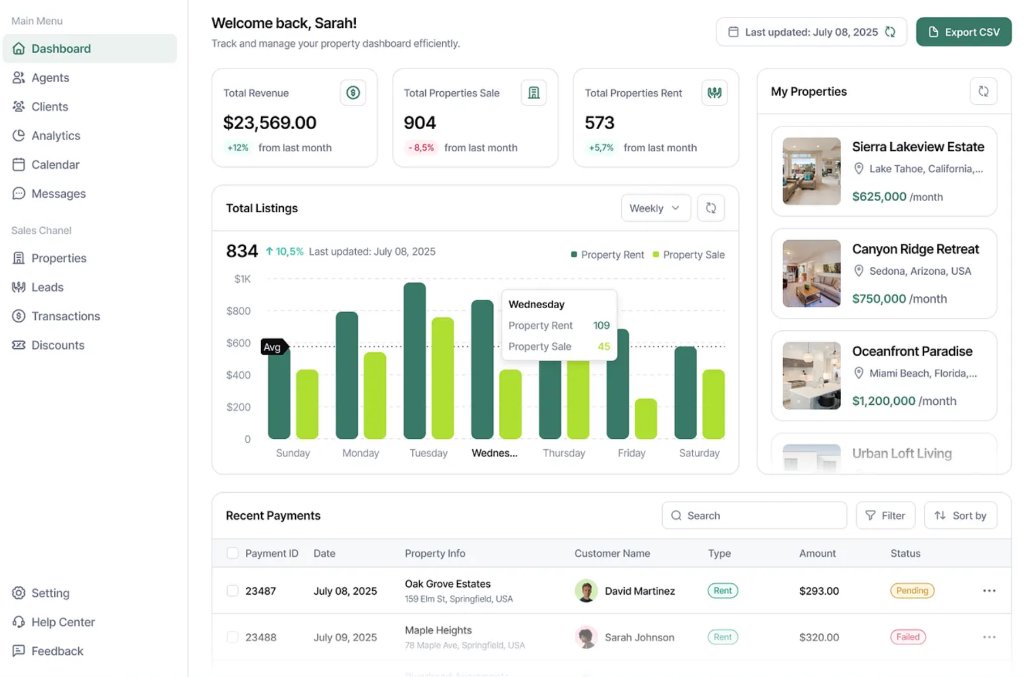 Main Menu
Dashboard
Agents
Clients
Analytics
Calendar
Messages
Sales Chanel
Properties
Leads
Transactions
Discounts
Setting
Help Center
Feedback
Welcome back, Sarah!
Track and manage your property dashboard efficiently.
Last updated: July 08, 2025
Export CSV
Total Revenue
$23,569.00
+12% from last month
Total Properties Sale
904
- 8,5% from last month
Total Properties Rent
573
+5,7% from last month
Total Listings
Weekly
834 ↑ 10,5% Last updated: July 08, 2025
Property Rent Property Sale
$1K
$800
$600
$400
$200
0
Avg
Wednesday
Property Rent 109
Property Sale 45
Sunday Monday Tuesday Wednes... Thursday Friday Saturday
My Properties
Sierra Lakeview Estate
Lake Tahoe, California,...
$625,000 /month
Canyon Ridge Retreat
Sedona, Arizona, USA
$750,000 /month
Oceanfront Paradise
Miami Beach, Florida,...
$1,200,000 /month
Urban Loft Living
Recent Payments
Search
Filter
Sort by
Payment ID Date Property Info Customer Name Type Amount Status
23487 July 08, 2025 Oak Grove Estates David Martinez Rent $293.00 Pending ...
159 Elm St, Springfield, USA
23488 July 09, 2025 Maple Heights Sarah Johnson Rent $320.00 Failed ...
78 Maple Ave, Springfield, USA